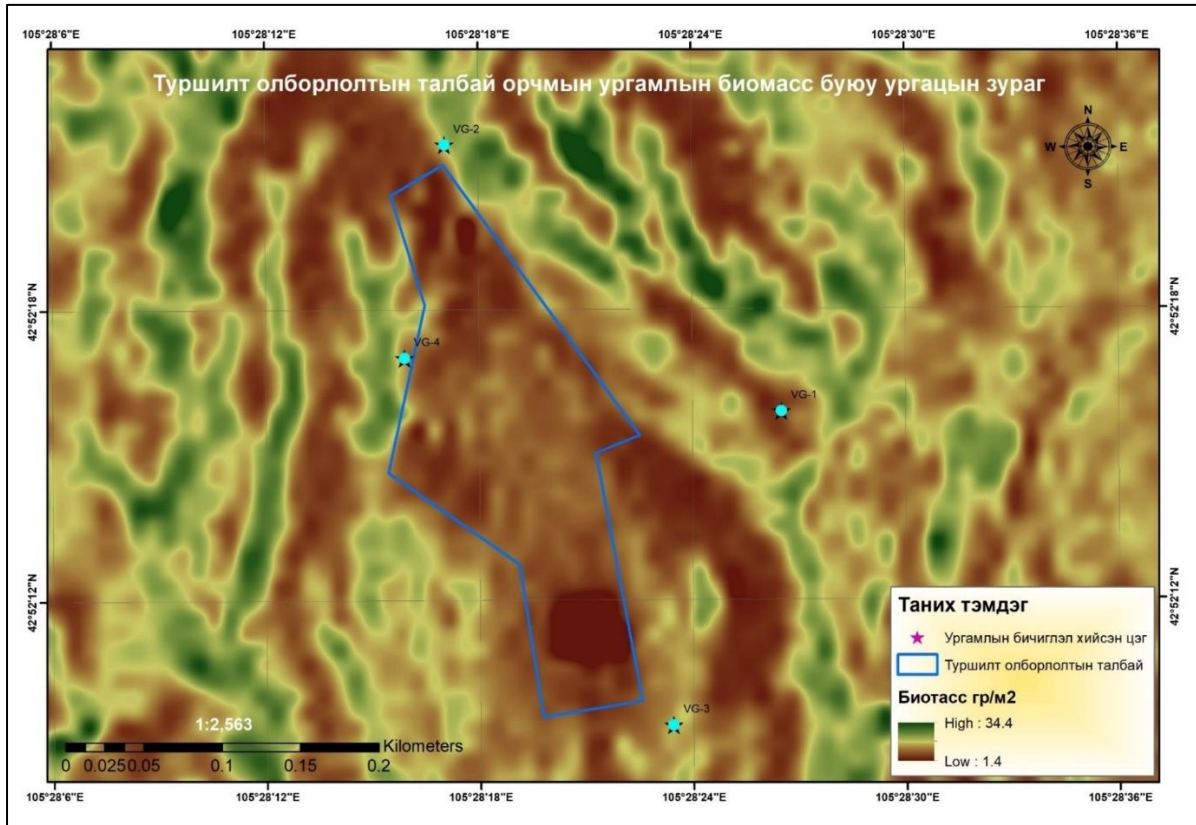 105°28'6"E 105°28'12"E 105°28'18"E 105°28'24"E 105°28'30"E 105°28'36"E
Туршилт олборлолтын талбай орчмын ургамлын биомасс буюу ургацын зураг
VG-2
N
W E
S
42°52'18"N 42°52'18"N
VG-4
VG-1
42°52'12"N 42°52'12"N
Таних тэмдэг
Ургамлын бичиглэл хийсэн цэг
Туршилт олборлолтын талбай
Биотасс гр/м2
High : 34.4
Low : 1.4
VG-3
1:2,563
Kilometers
0 0.025 0.05 0.1 0.15 0.2
105°28'6"E 105°28'12"E 105°28'18"E 105°28'24"E 105°28'30"E 105°28'36"E